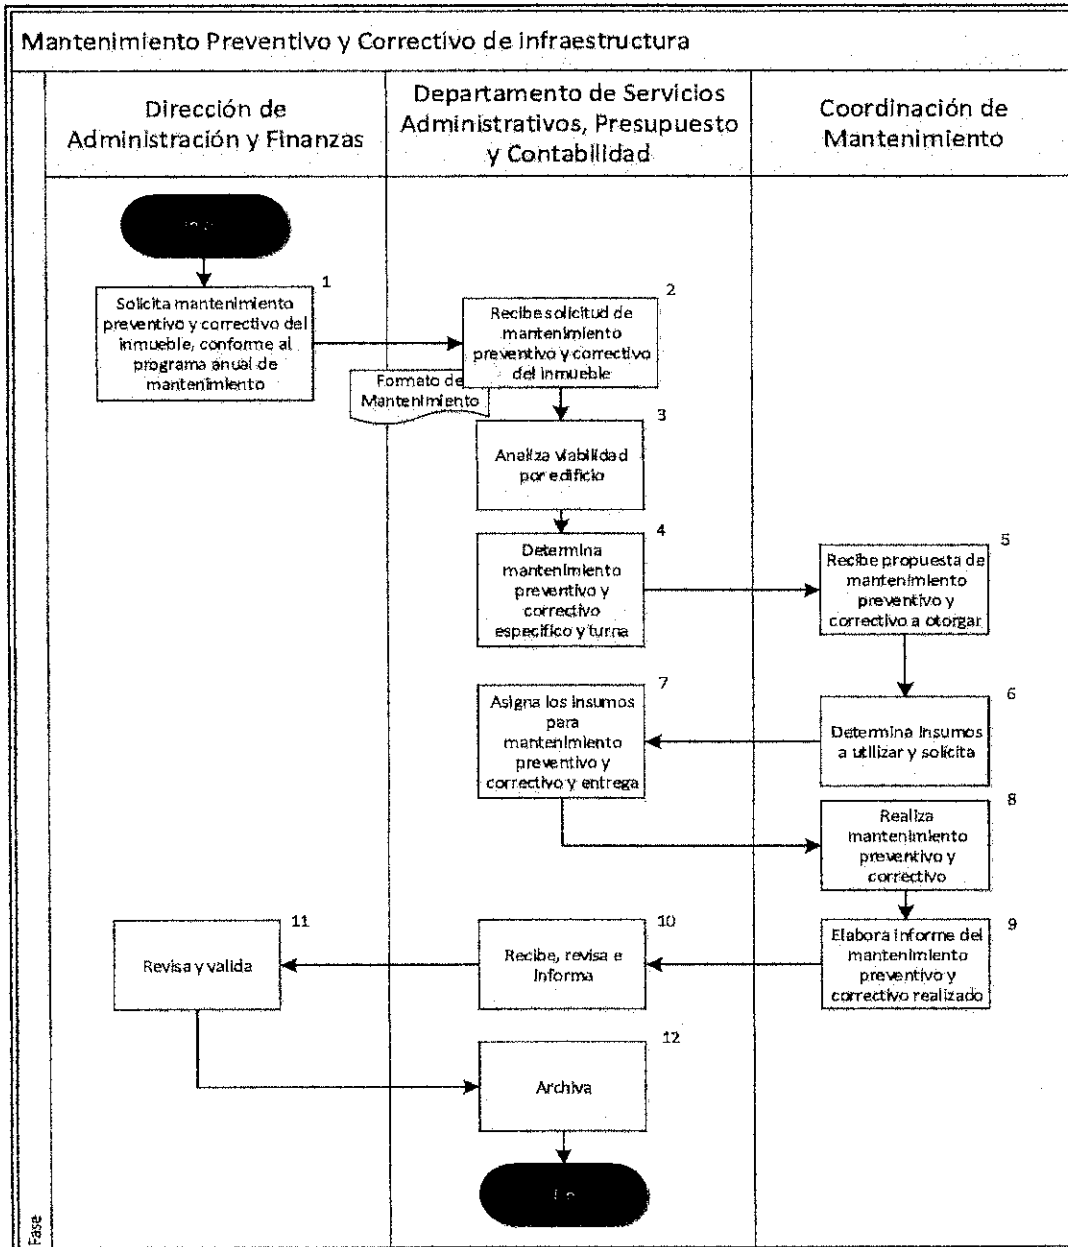 Mantenimiento Preventivo y Correctivo de infraestructura
Dirección de
Administración y Finanzas
Departamento de Servicios
Administrativos, Presupuesto
y Contabilidad
Coordinación de
Mantenimiento
1
Solicita mantenimiento
preventivo y correctivo del
inmueble, conforme al
programa anual de
mantenimiento
2
Recibe solicitud de
mantenimiento
preventivo y correctivo
del inmueble
Formato de
Mantenimiento
3
Analiza viabilidad
por edificio
4
Determina
mantenimiento
preventivo y
correctivo
especifico y turna
5
Recibe propuesta de
mantenimiento
preventivo y
correctivo a otorgar
6
Determina insumos
a utilizar y solicita
7
Asigna los insumos
para
mantenimiento
preventivo y
correctivo y entrega
8
Realiza
mantenimiento
preventivo y
correctivo
9
Elabora informe del
mantenimiento
preventivo y
correctivo realizado
10
Recibe, revisa e
informa
11
Revisa y valida
12
Archiva
Fase